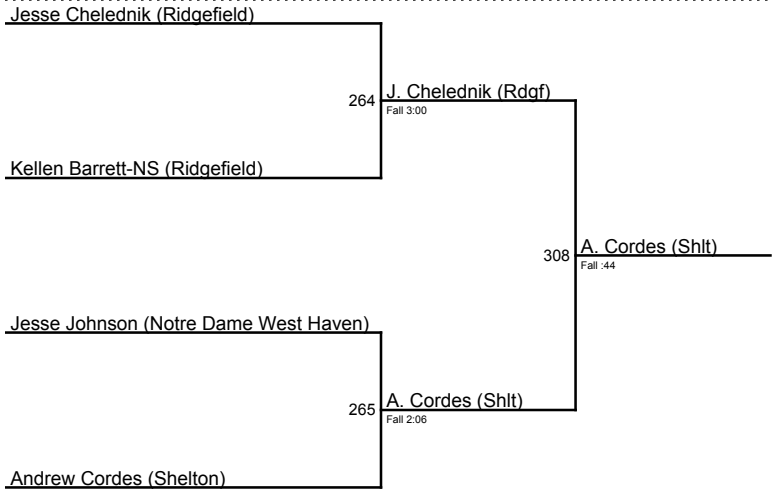 Jesse Chelednik (Ridgefield)
264 J. Chelednik (Rdgf)
Fall 3:00
Kellen Barrett-NS (Ridgefield)
308 A. Cordes (Shlt)
Fall :44
Jesse Johnson (Notre Dame West Haven)
265 A. Cordes (Shlt)
Fall 2:06
Andrew Cordes (Shelton)